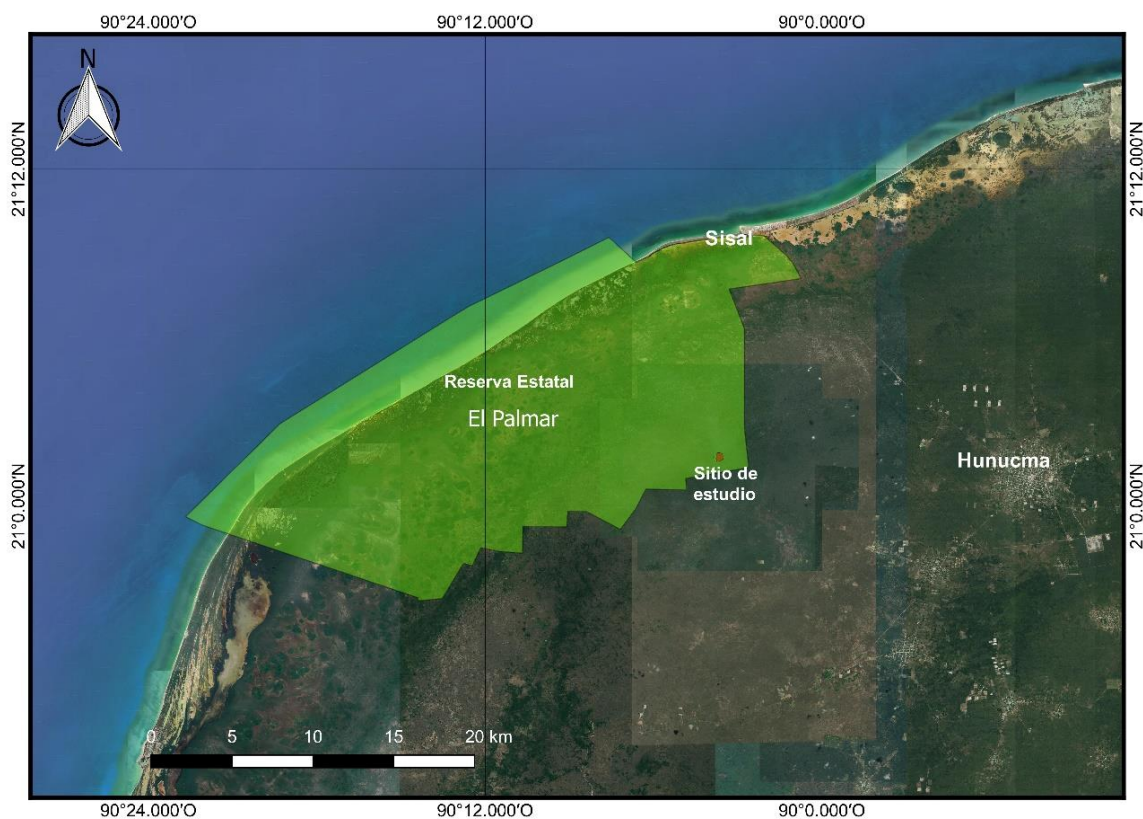 90°24.000'O 90°12.000'O 90°0.000'O
N
21°12.000'N 21°12.000'N
Sisal
Reserva Estatal
El Palmar
Hunucma
Sitio de
estudio
21°0.000'N 21°0.000'N
0 5 10 15 20 km
90°24.000'O 90°12.000'O 90°0.000'O